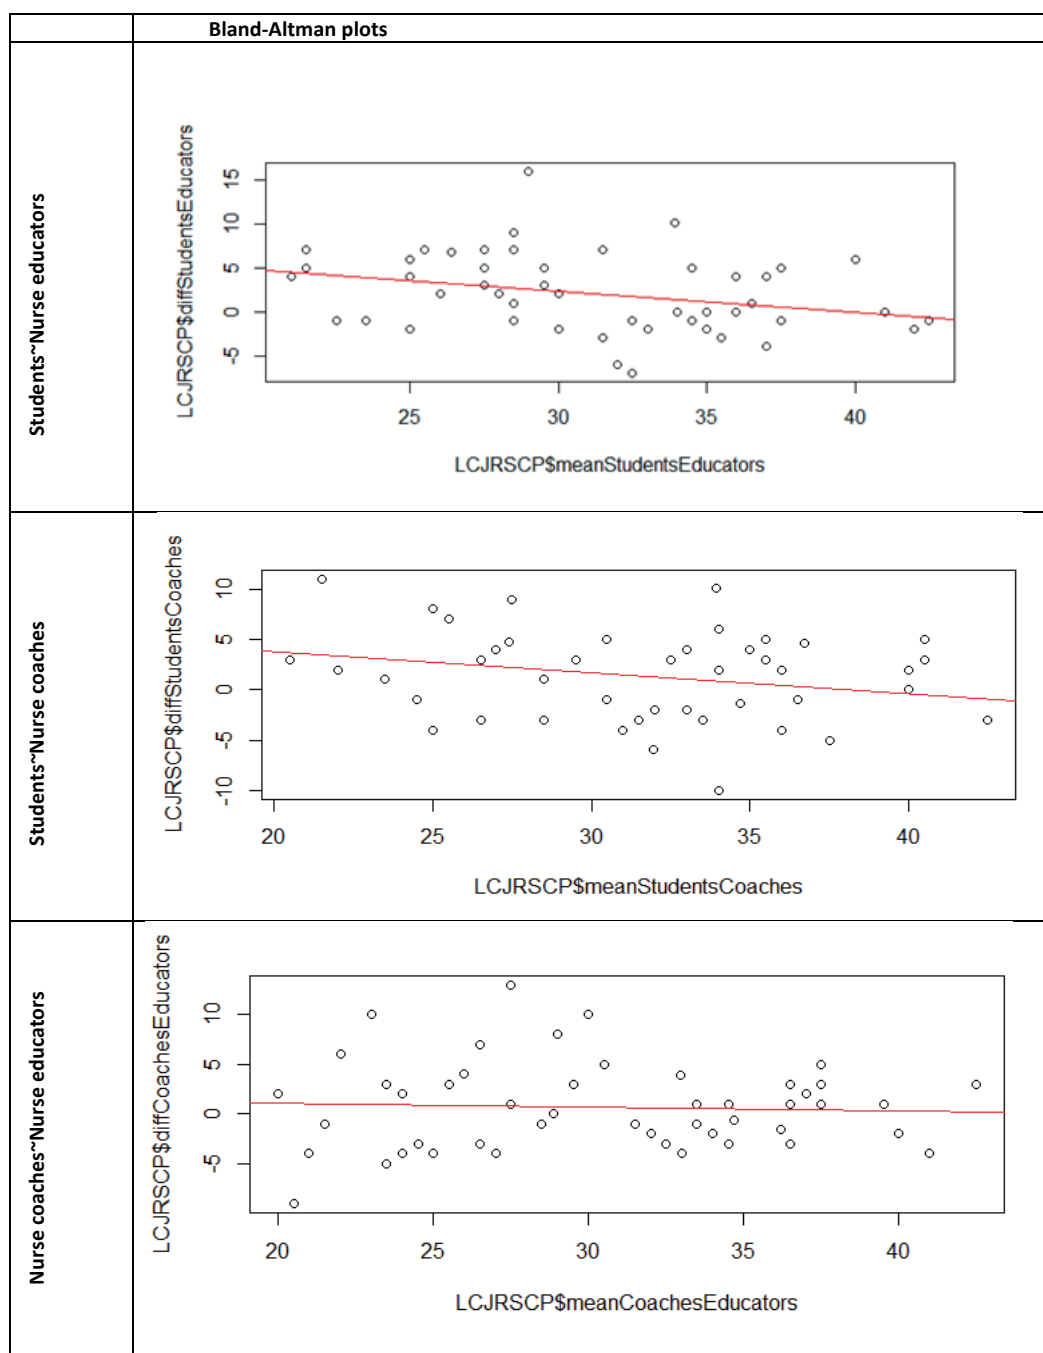 Bland-Altman plots
Students~Nurse educators
LCJRSCP$diffStudentsEducators
15
10
5
0
-5
25 30 35 40
LCJRSCP$meanStudentsEducators
Students~Nurse coaches
LCJRSCP$diffStudentsCoaches
10
5
0
-5
-10
20 25 30 35 40
LCJRSCP$meanStudentsCoaches
Nurse coaches~Nurse educators
LCJRSCP$diffCoachesEducators
10
5
0
-5
20 25 30 35 40
LCJRSCP$meanCoachesEducators